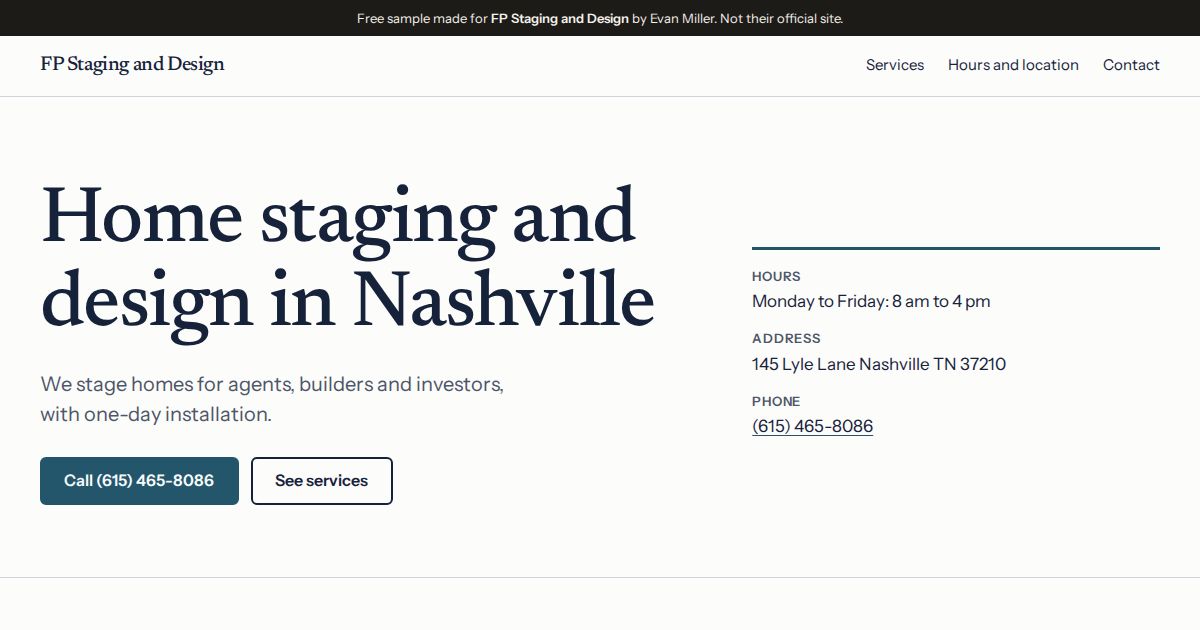 Free sample made for FP Staging and Design by Evan Miller. Not their official site.
FP Staging and Design
Services
Hours and location
Contact
Home staging and
design in Nashville
We stage homes for agents, builders and investors,
with one-day installation.
Call (615) 465-8086
See services
HOURS
Monday to Friday: 8 am to 4 pm
ADDRESS
145 Lyle Lane Nashville TN 37210
PHONE
(615) 465-8086